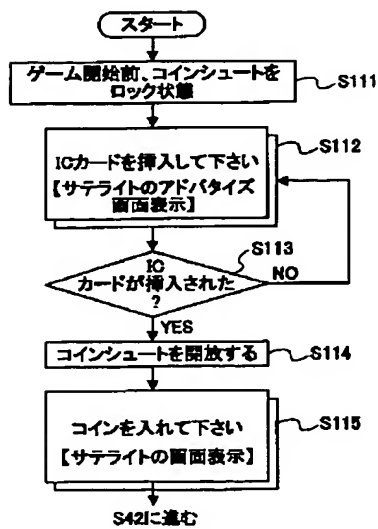 スタート
ゲーム開始前、コインシュートを
ロック状態
S111
ICカードを挿入して下さい
【サテライトのアドバタイズ
画面表示】
S112
IC
カードが挿入された
?
S113
NO
YES
コインシュートを開放する
S114
コインを入れて下さい
【サテライトの画面表示】
S115
S42に進む